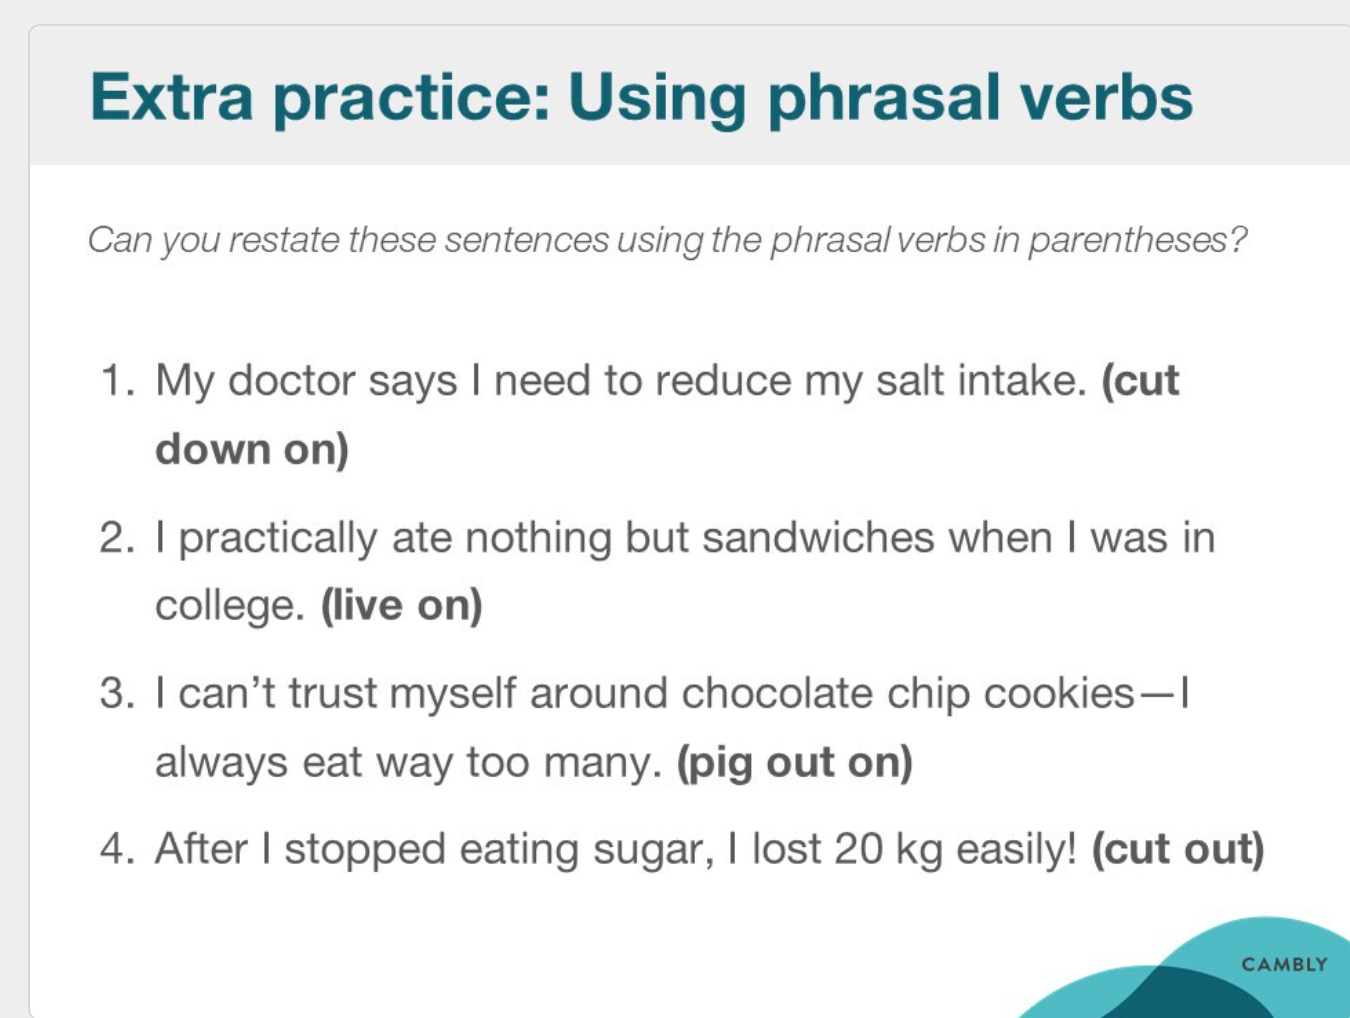 Extra practice: Using phrasal verbs
Can you restate these sentences using the phrasal verbs in parentheses?
1. My doctor says I need to reduce my salt intake. (cut
down on)
2. I practically ate nothing but sandwiches when I was in
college. (live on)
3. I can’t trust myself around chocolate chip cookies—I
always eat way too many. (pig out on)
4. After I stopped eating sugar, I lost 20 kg easily! (cut out)
CAMBLY